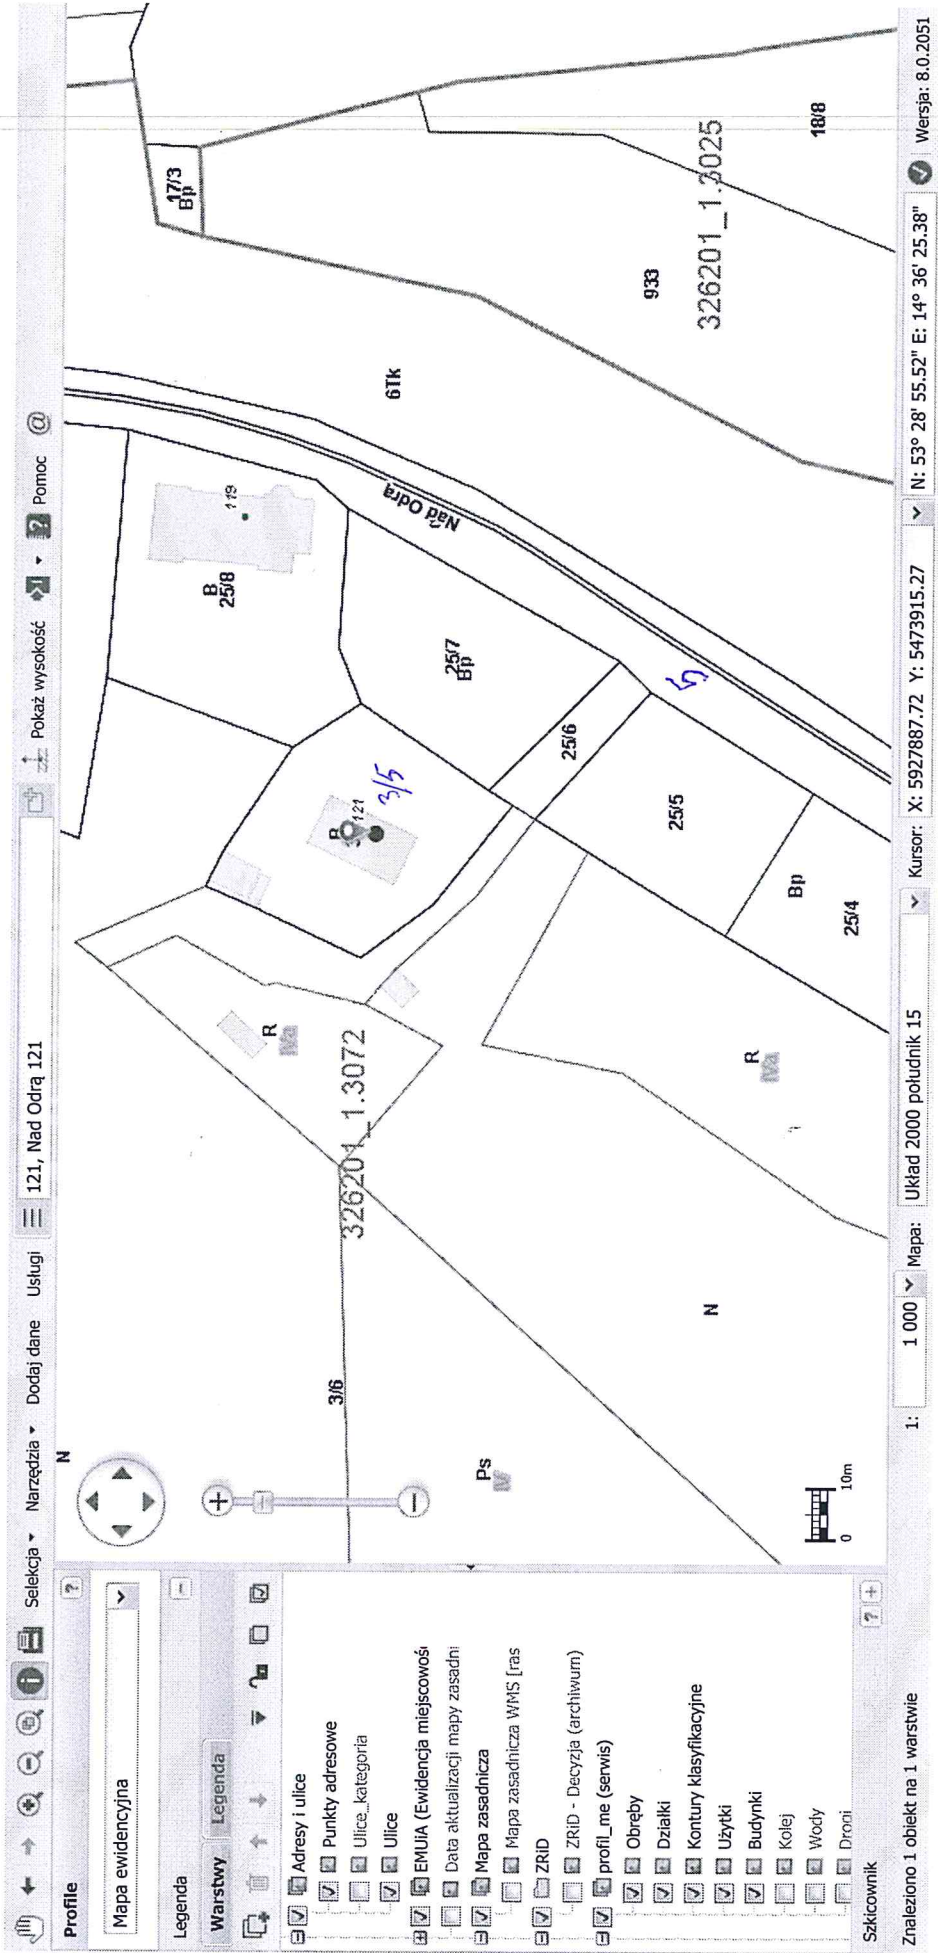 Selekcja Narzędzia Dodaj dane Usługi 121, Nad Odrą 121 Pokaż wysokość ? Pomoc @
Profile ?
Mapa ewidencyjna
Legenda
Warstwy Legenda
Adresy i ulice
Punkty adresowe
Ulice_kategoria
Ulice
EMUiA (Ewidencja miejscowośi
Data aktualizacji mapy zasadni
Mapa zasadnicza
Mapa zasadnicza WMS [ras
ZRiD
ZRiD - Decyzja (archiwum)
profil_me (serwis)
Obręby
Działki
Kontury klasyfikacyjne
Użytki
Budynki
Kolej
Wody
Drogi
Szkicownik ? +
N
3/6
Ps
IV
0 10m
N
326201_1.3072
R
IVa
R
IVa
121
3/5
B
25/8
119
25/7
Bp
25/6
25/5
Bp
25/4
Nad Odrą
5
6Tk
17/3
Bp
933
326201_1.3025
18/8
Znaleziono 1 obiekt na 1 warstwie 1: 1 000 Mapa: Układ 2000 południk 15 Kursor: X: 5927887.72 Y: 5473915.27 N: 53° 28' 55.52" E: 14° 36' 25.38" Wersja: 8.0.2051